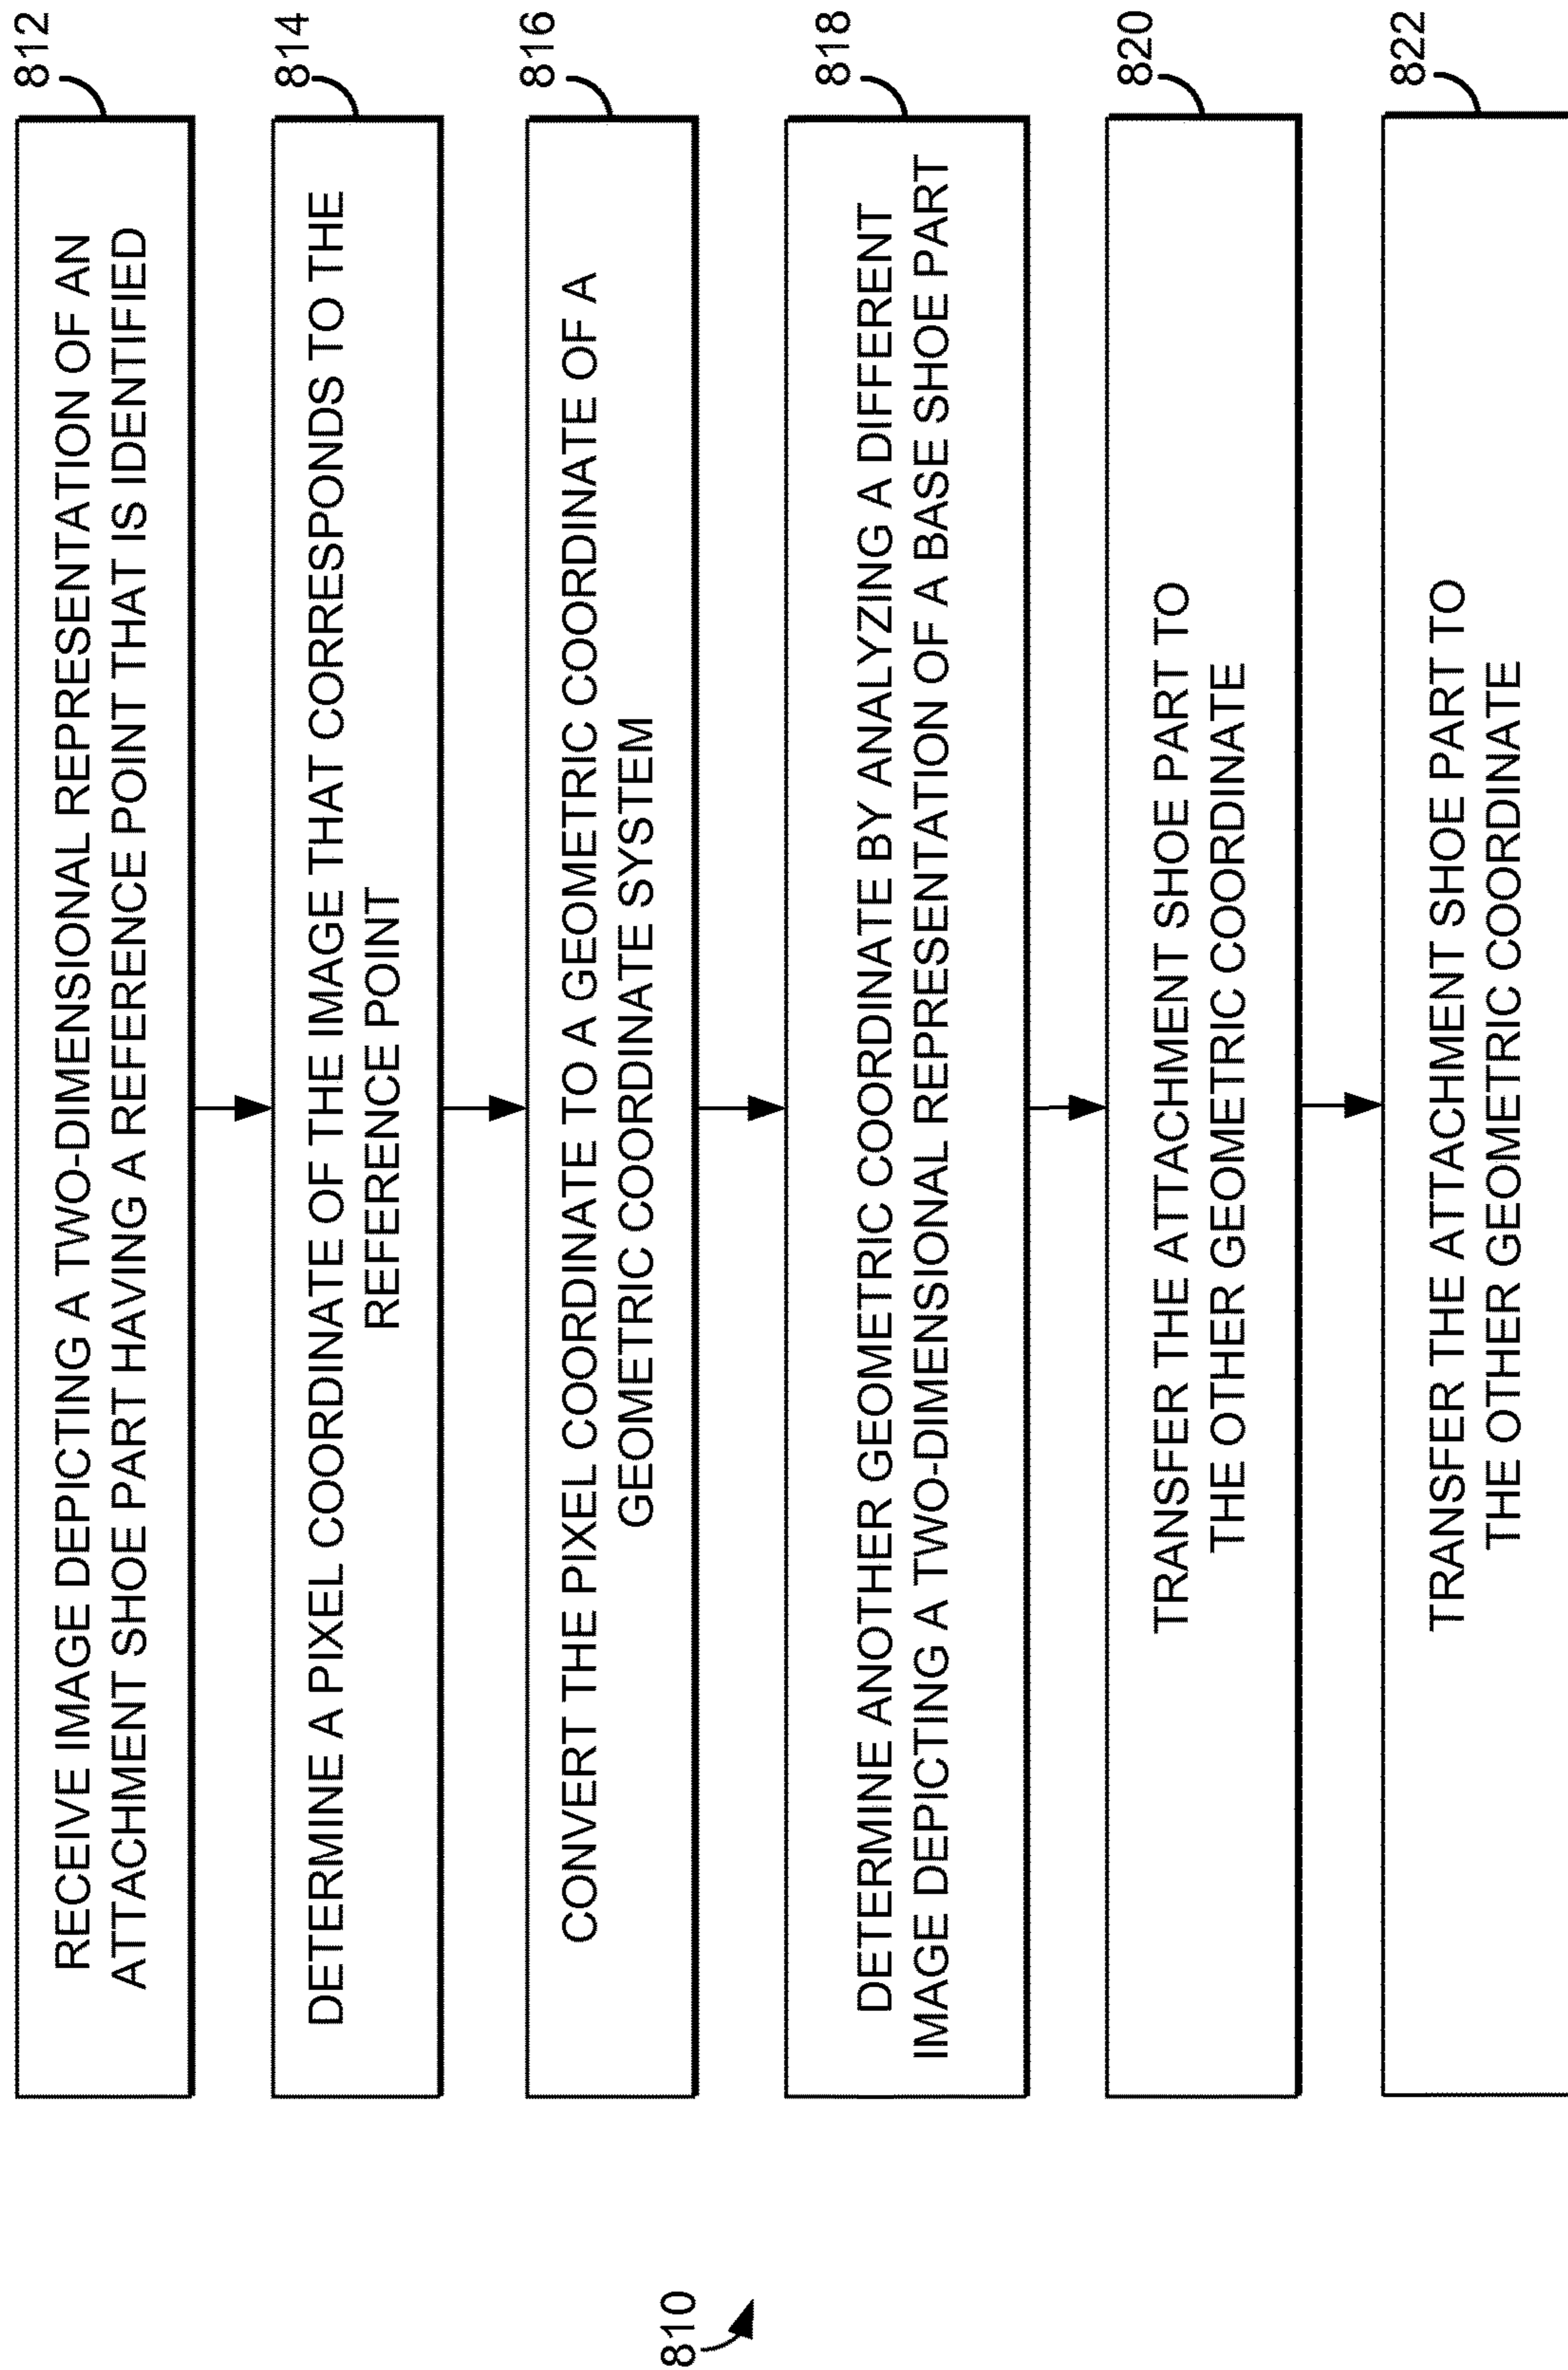 812
RECEIVE IMAGE DEPICTING A TWO-DIMENSIONAL REPRESENTATION OF AN
ATTACHMENT SHOE PART HAVING A REFERENCE POINT THAT IS IDENTIFIED
814
DETERMINE A PIXEL COORDINATE OF THE IMAGE THAT CORRESPONDS TO THE
REFERENCE POINT
816
CONVERT THE PIXEL COORDINATE TO A GEOMETRIC COORDINATE OF A
GEOMETRIC COORDINATE SYSTEM
818
DETERMINE ANOTHER GEOMETRIC COORDINATE BY ANALYZING A DIFFERENT
IMAGE DEPICTING A TWO-DIMENSIONAL REPRESENTATION OF A BASE SHOE PART
820
TRANSFER THE ATTACHMENT SHOE PART TO
THE OTHER GEOMETRIC COORDINATE
822
TRANSFER THE ATTACHMENT SHOE PART TO
THE OTHER GEOMETRIC COORDINATE
810